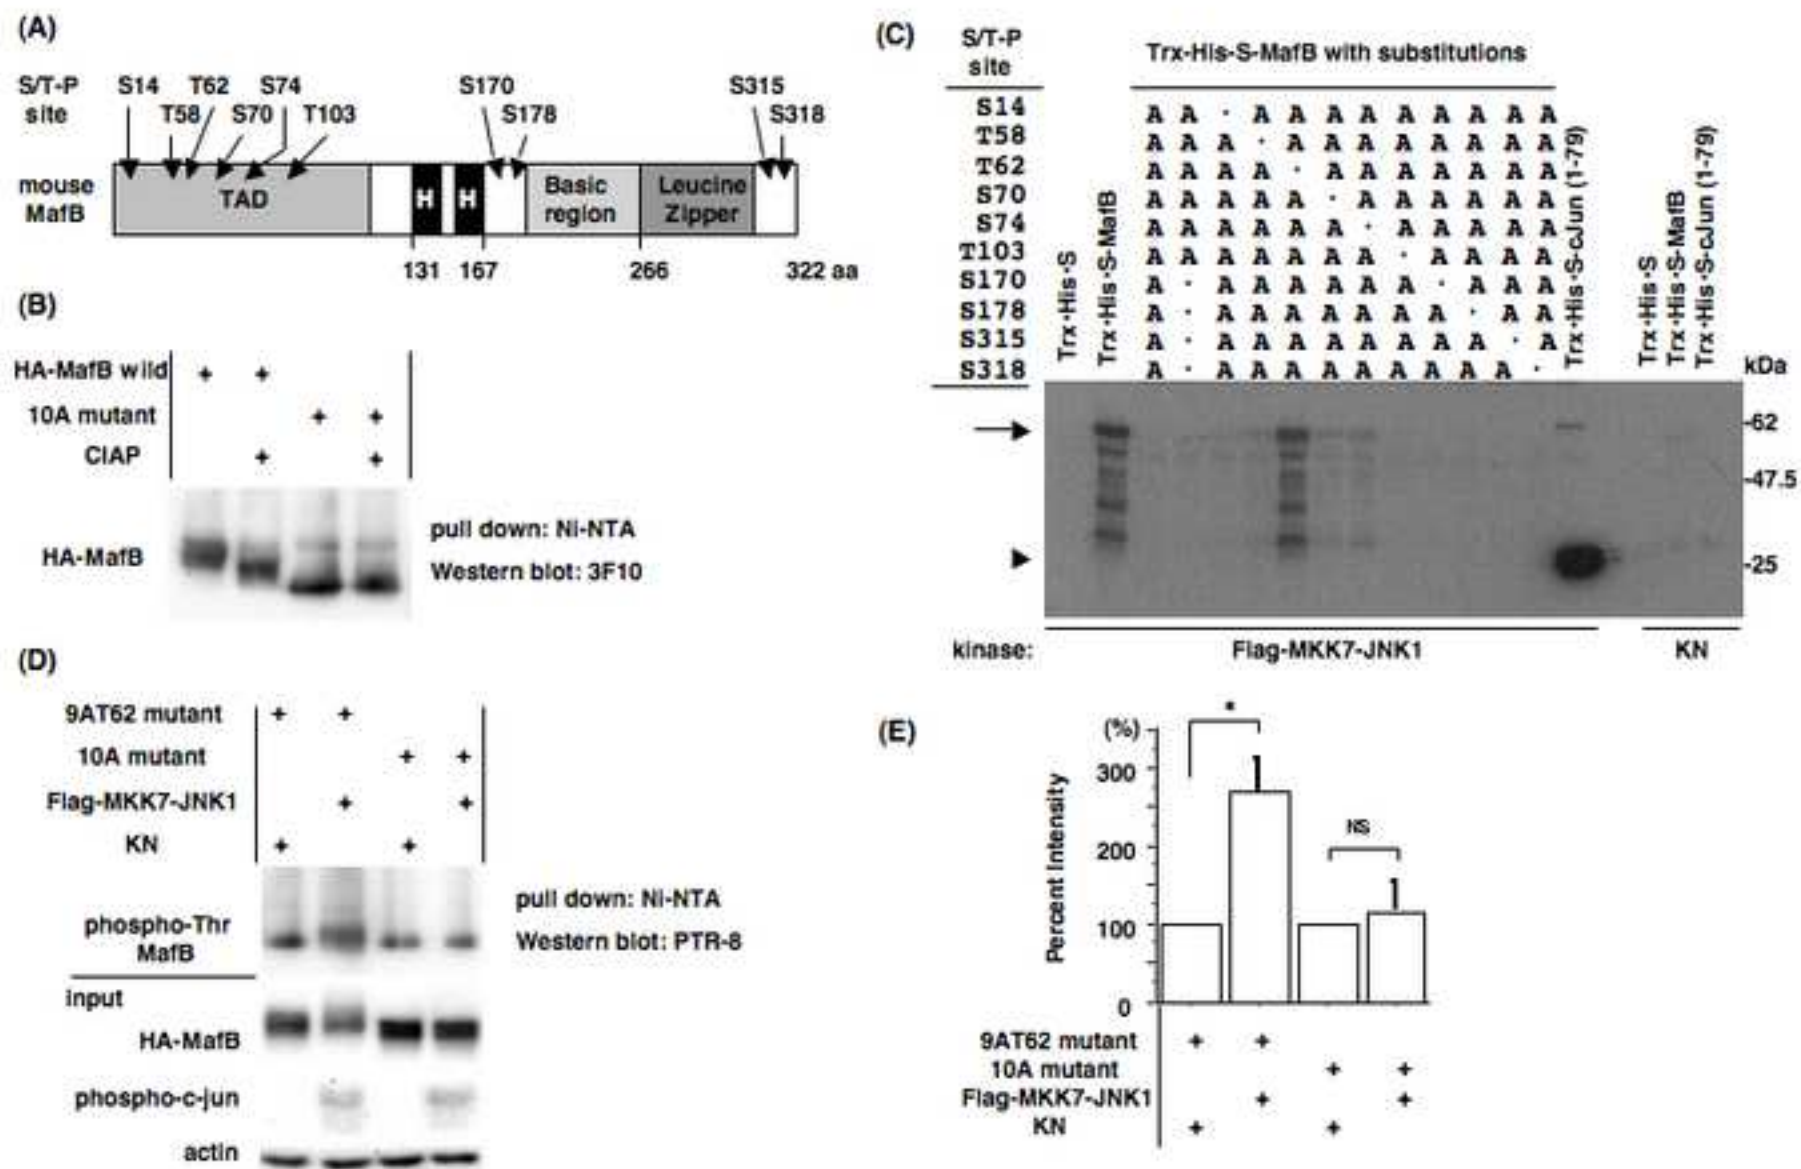 (A)
S/T-P
site
S14 T62 S74 S170 S315
T58 S70 T103 S178 S318
mouse
MafB
TAD
H
H
Basic
region
Leucine
Zipper
131 167 266 322 aa
(B)
HA-MafB wild + +
10A mutant + +
CIAP + +
HA-MafB
pull down: Ni-NTA
Western blot: 3F10
(C)
S/T-P
site
Trx-His-S-MafB with substitutions
S14 A A · A A A A A A A A A
T58 A A A · A A A A A A A A
T62 A A A A · A A A A A A A
S70 A A A A A · A A A A A A
S74 A A A A A A · A A A A A
T103 A A A A A A A · A A A A
S170 A · A A A A A A · A A A
S178 A · A A A A A A A · A A
S315 A · A A A A A A A A · A
S318 A · A A A A A A A A A ·
Trx·His·S
Trx·His·S-MafB
Trx·His·S-cJun (1-79)
Trx·His·S
Trx·His·S-MafB
Trx·His·S-cJun (1-79)
kDa
-62
-47.5
-25
kinase: Flag-MKK7-JNK1 KN
(D)
9AT62 mutant + +
10A mutant + +
Flag-MKK7-JNK1 + +
KN + +
phospho-Thr
MafB
pull down: Ni-NTA
Western blot: PTR-8
input
HA-MafB
phospho-c-jun
actin
(E)
(%)
Percent Intensity
300
200
100
0
*
NS
9AT62 mutant + +
10A mutant + +
Flag-MKK7-JNK1 + +
KN + +